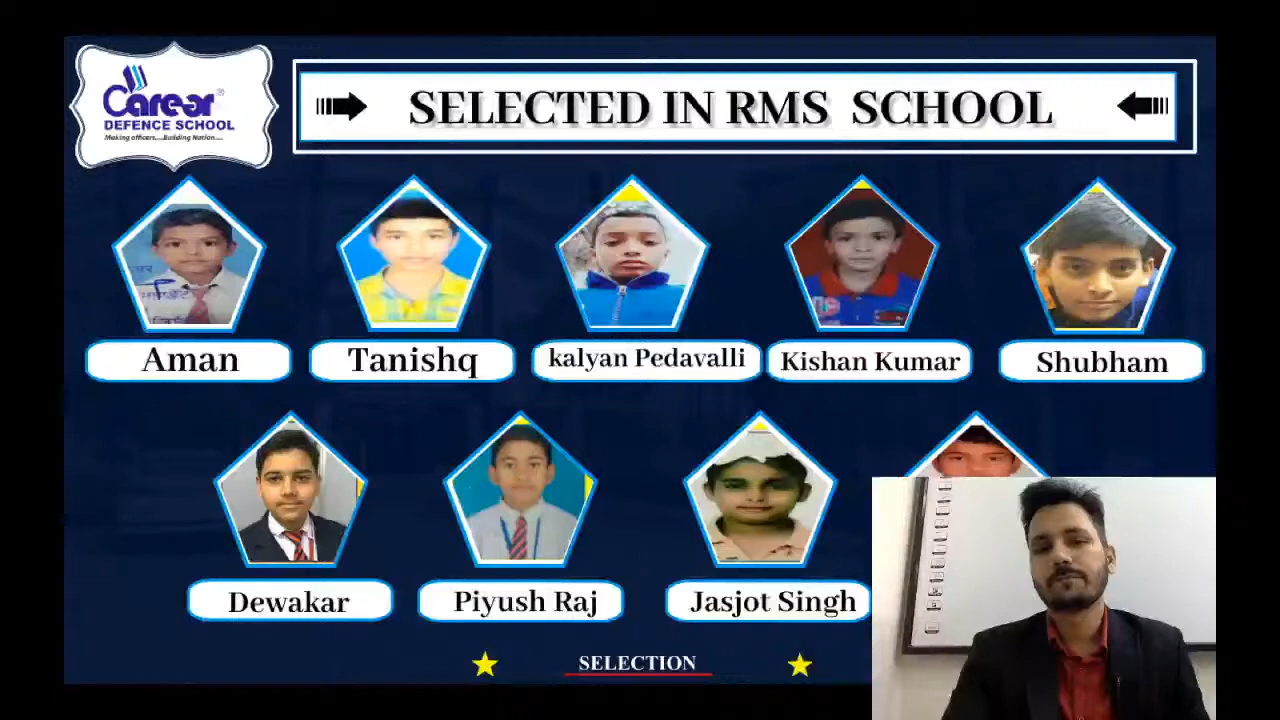 Career®
DEFENCE SCHOOL
Making officers....Building Nation....
SELECTED IN RMS SCHOOL
Aman
Tanishq
kalyan Pedavalli
Kishan Kumar
Shubham
Dewakar
Piyush Raj
Jasjot Singh
SELECTION